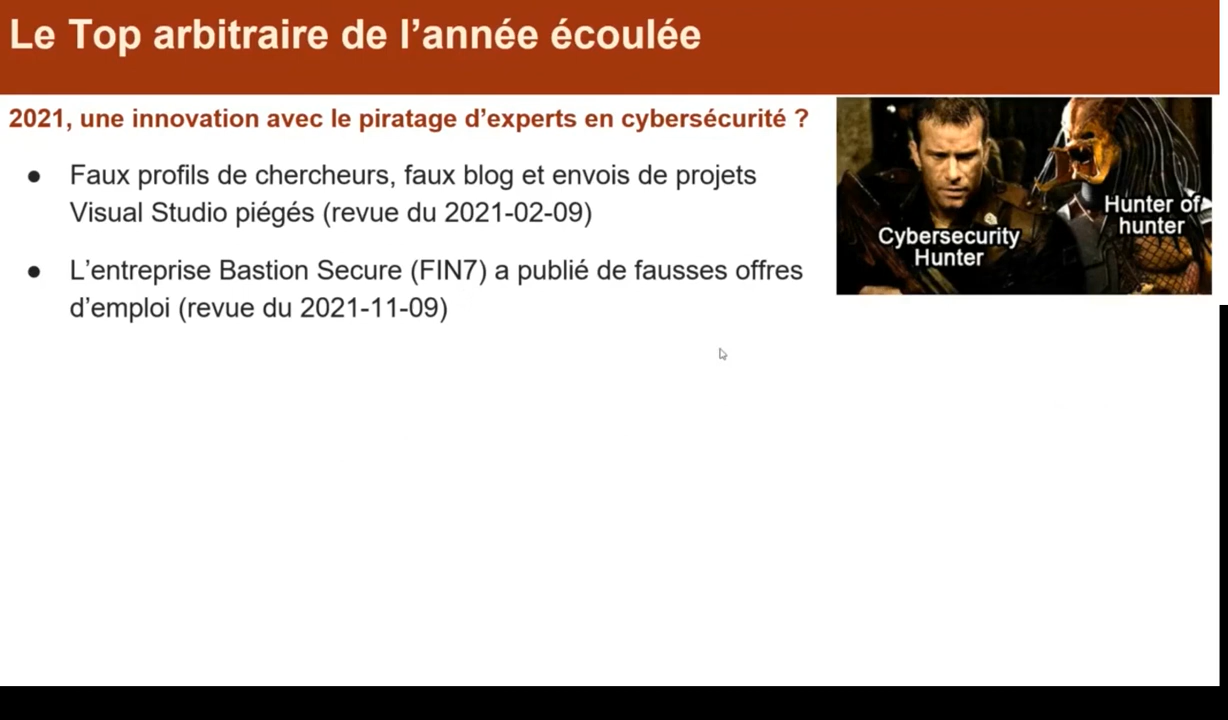 Le Top arbitraire de l'année écoulée
2021, une innovation avec le piratage d'experts en cybersécurité ?
● Faux profils de chercheurs, faux blog et envois de projets
Visual Studio piégés (revue du 2021-02-09)
● L'entreprise Bastion Secure (FIN7) a publié de fausses offres
d'emploi (revue du 2021-11-09)
Cybersecurity
Hunter
Hunter of
hunter